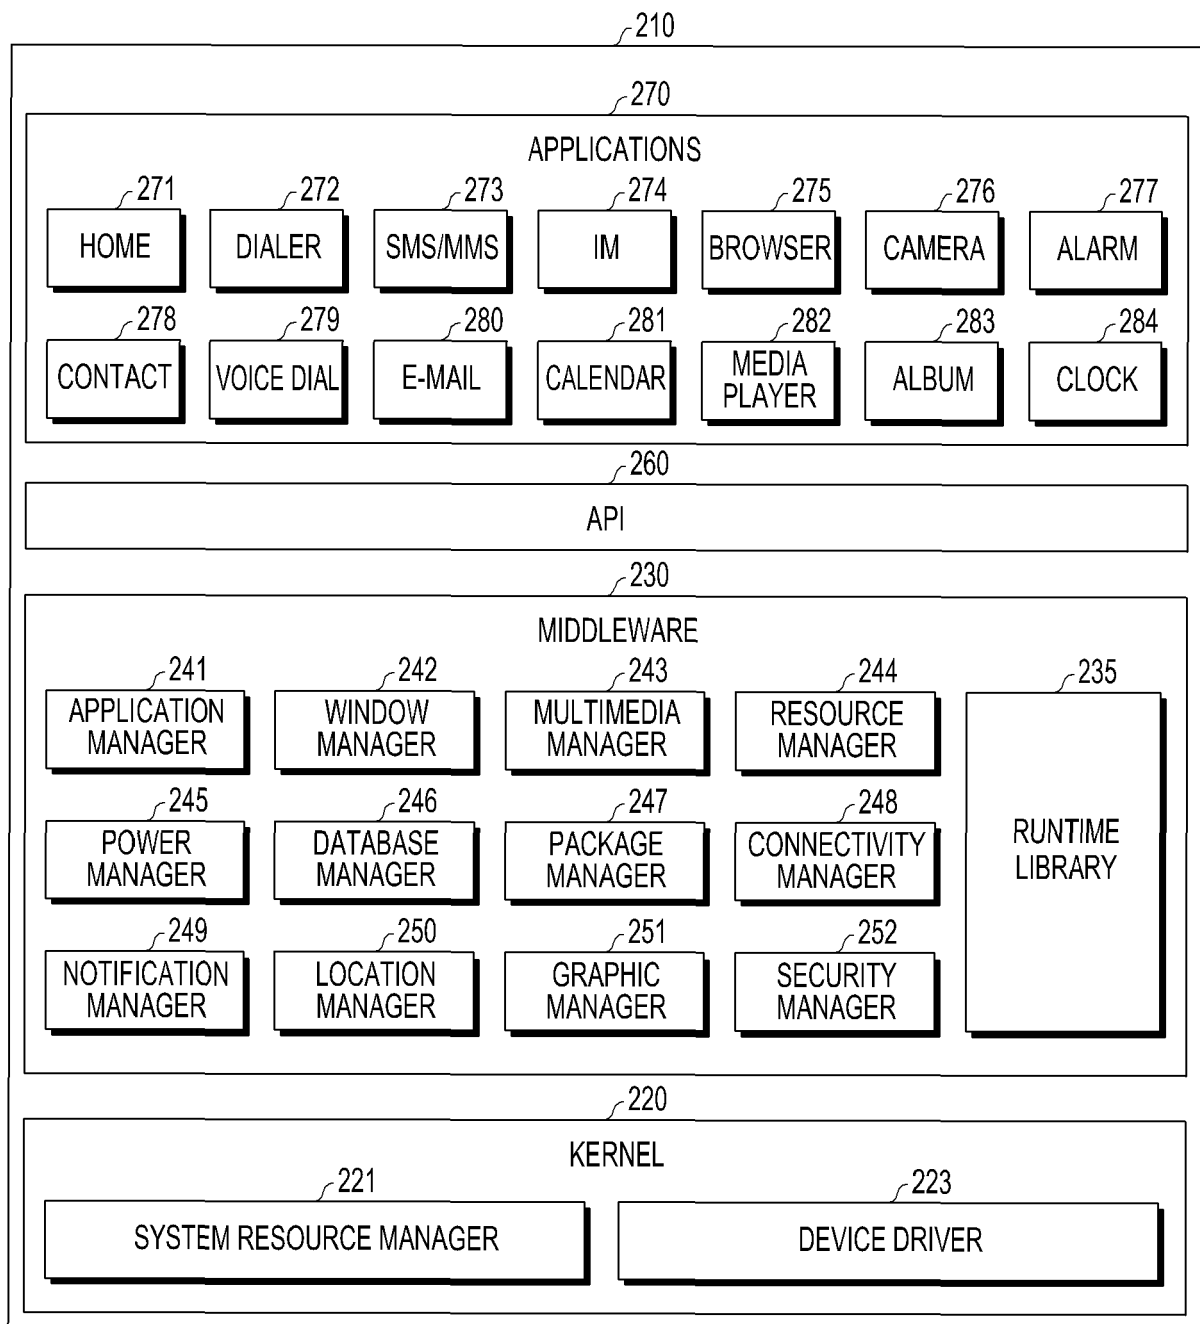 210
270
APPLICATIONS
271 272 273 274 275 276 277
HOME DIALER SMS/MMS IM BROWSER CAMERA ALARM
278 279 280 281 282 283 284
CONTACT VOICE DIAL E-MAIL CALENDAR MEDIA PLAYER ALBUM CLOCK
260
API
230
MIDDLEWARE
241 242 243 244 235
APPLICATION MANAGER
WINDOW MANAGER
MULTIMEDIA MANAGER
RESOURCE MANAGER
245 246 247 248
POWER MANAGER
DATABASE MANAGER
PACKAGE MANAGER
CONNECTIVITY MANAGER
RUNTIME LIBRARY
249 250 251 252
NOTIFICATION MANAGER
LOCATION MANAGER
GRAPHIC MANAGER
SECURITY MANAGER
220
KERNEL
221 223
SYSTEM RESOURCE MANAGER DEVICE DRIVER